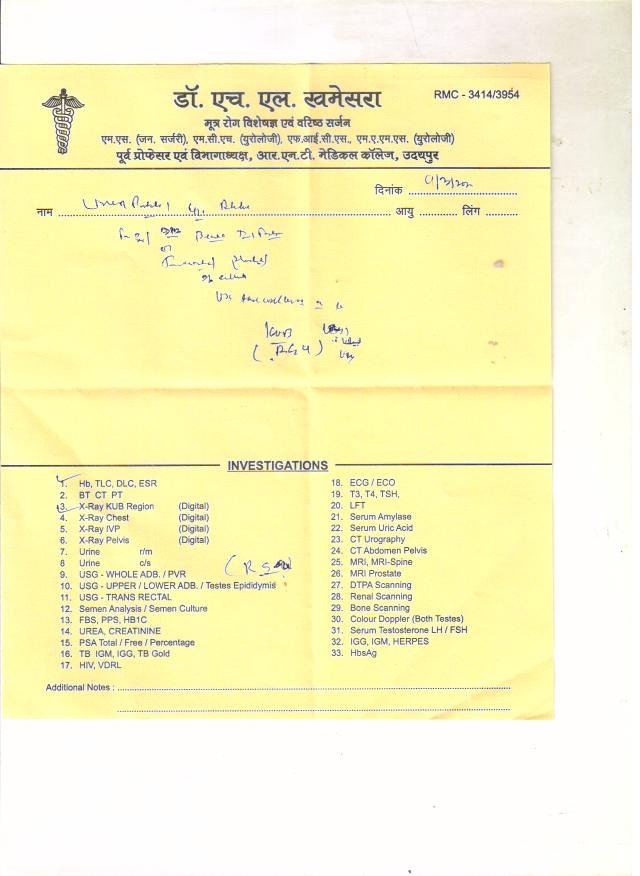 डॉ. एच. एल. खमेसरा
RMC - 3414/3954
मूत्र रोग विशेषज्ञ एवं वरिष्ठ सर्जन
एम.एस. (जन. सर्जरी), एम.सी.एच. (युरोलोजी), एफ.आई.सी.एस., एम.ए.एम.एस. (युरोलोजी)
पूर्व प्रोफेसर एवं विभागाध्यक्ष, आर.एन.टी. मेडिकल कॉलेज, उदयपुर
दिनांक
नाम आयु लिंग
INVESTIGATIONS
1. Hb, TLC, DLC, ESR
2. BT CT PT
3. X-Ray KUB Region (Digital)
4. X-Ray Chest (Digital)
5. X-Ray IVP (Digital)
6. X-Ray Pelvis (Digital)
7. Urine r/m
8 Urine c/s
9. USG - WHOLE ADB. / PVR
10. USG - UPPER / LOWER ADB. / Testes Epididymis
11. USG - TRANS RECTAL
12. Semen Analysis / Semen Culture
13. FBS, PPS, HB1C
14. UREA, CREATININE
15. PSA Total / Free / Percentage
16. TB IGM, IGG, TB Gold
17. HIV, VDRL
18. ECG / ECO
19. T3, T4, TSH,
20. LFT
21. Serum Amylase
22. Serum Uric Acid
23. CT Urography
24. CT Abdomen Pelvis
25. MRI, MRI-Spine
26. MRI Prostate
27. DTPA Scanning
28. Renal Scanning
29. Bone Scanning
30. Colour Doppler (Both Testes)
31. Serum Testosterone LH / FSH
32. IGG, IGM, HERPES
33. HbsAg
Additional Notes :